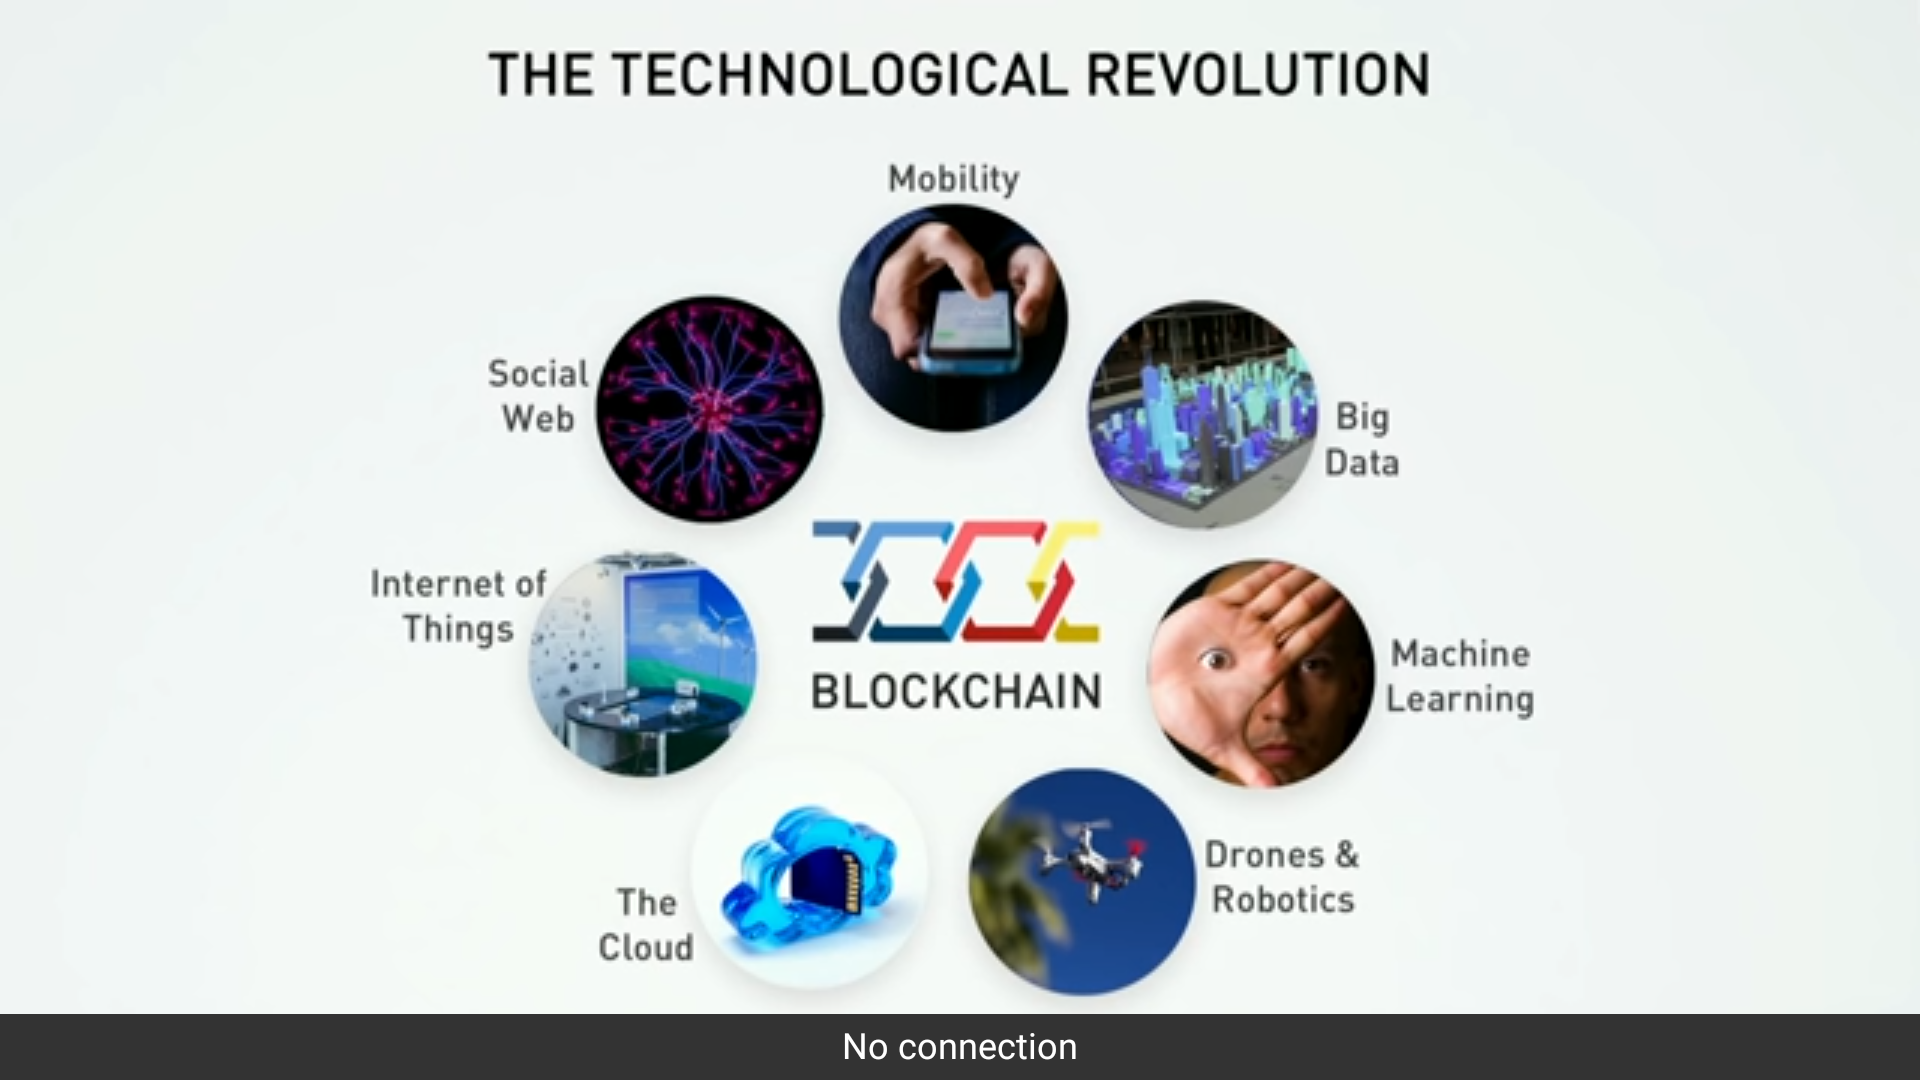 THE TECHNOLOGICAL REVOLUTION
Mobility
Social
Web
Big
Data
Internet of
Things
BLOCKCHAIN
Machine
Learning
Drones &
Robotics
The
Cloud
No connection